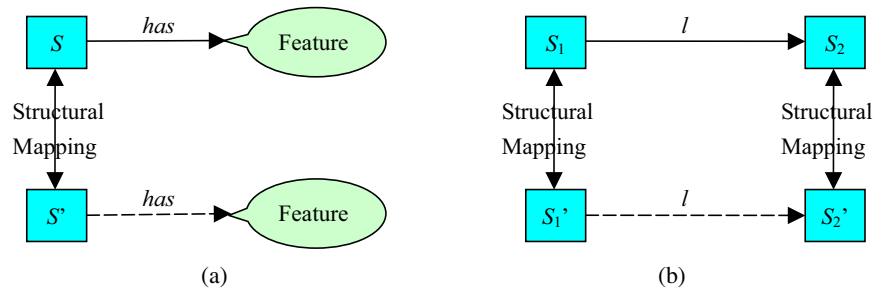 S has Feature
Structural
Mapping
S’ has Feature
(a)
S₁ l S₂
Structural Structural
Mapping Mapping
S₁’ l S₂’
(b)